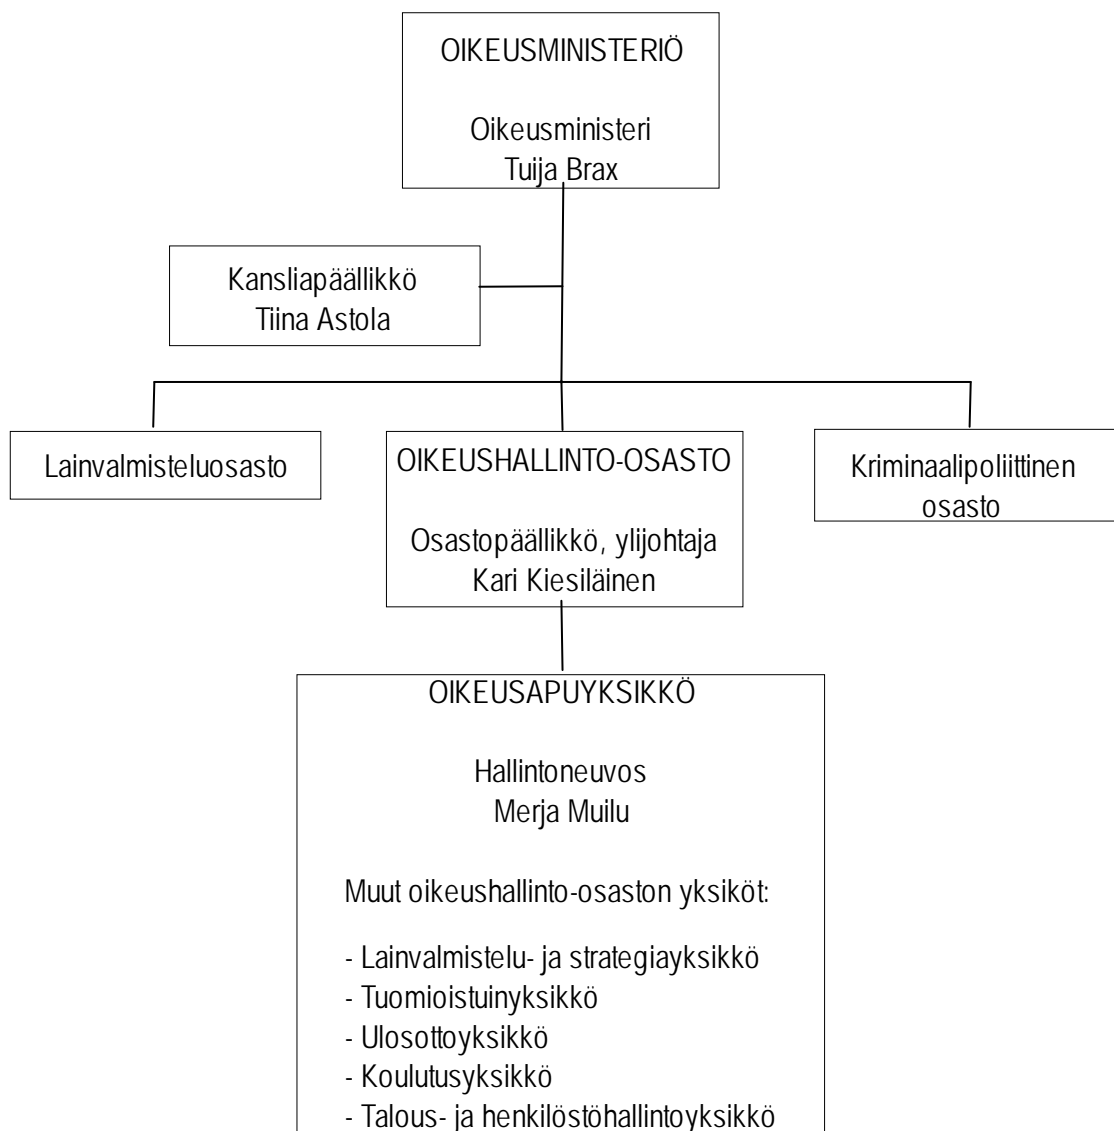 OIKEUSMINISTERIÖ
Oikeusministeri
Tuija Brax
Kansliapäällikkö
Tiina Astola
Lainvalmisteluosasto
OIKEUSHALLINTO-OSASTO
Osastopäällikkö, ylijohtaja
Kari Kiesiläinen
Kriminaalipoliittinen
osasto
OIKEUSAPUYKSIKKÖ
Hallintoneuvos
Merja Muilu
Muut oikeushallinto-osaston yksiköt:
- Lainvalmistelu- ja strategiayksikkö
- Tuomioistuinyksikkö
- Ulosottoyksikkö
- Koulutusyksikkö
- Talous- ja henkilöstöhallintoyksikkö